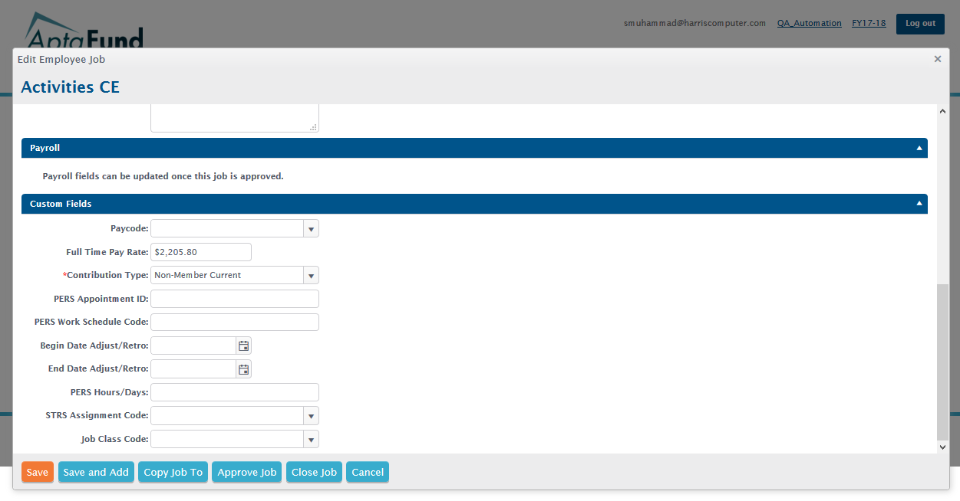 smuhammad@harriscomputer.com QA_Automation FY17-18 Log out
AptaFund
Edit Employee Job
Activities CE
Payroll
Payroll fields can be updated once this job is approved.
Custom Fields
Paycode:
Full Time Pay Rate: $2,205.80
*Contribution Type: Non-Member Current
PERS Appointment ID:
PERS Work Schedule Code:
Begin Date Adjust/Retro:
End Date Adjust/Retro:
PERS Hours/Days:
STRS Assignment Code:
Job Class Code:
Save Save and Add Copy Job To Approve Job Close Job Cancel